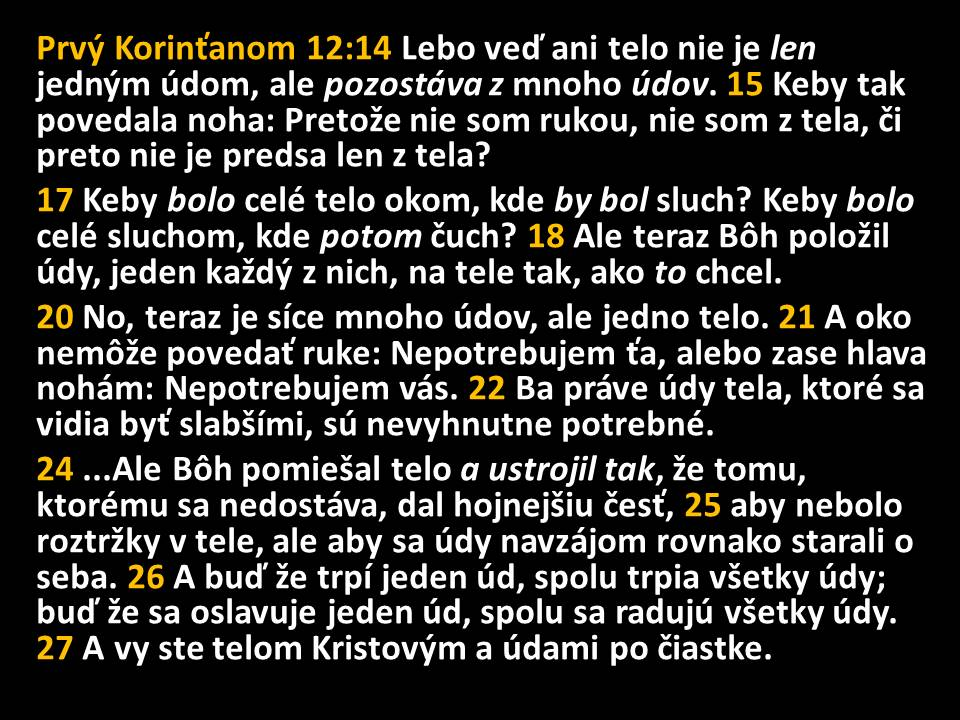 Prvý Korinťanom 12:14 Lebo veď ani telo nie je len
jedným údom, ale pozostáva z mnoho údov. 15 Keby tak
povedala noha: Pretože nie som rukou, nie som z tela, či
preto nie je predsa len z tela?
17 Keby bolo celé telo okom, kde by bol sluch? Keby bolo
celé sluchom, kde potom čuch? 18 Ale teraz Bôh položil
údy, jeden každý z nich, na tele tak, ako to chcel.
20 No, teraz je síce mnoho údov, ale jedno telo. 21 A oko
nemôže povedať ruke: Nepotrebujem ťa, alebo zase hlava
nohám: Nepotrebujem vás. 22 Ba práve údy tela, ktoré sa
vidia byť slabšími, sú nevyhnutne potrebné.
24 ...Ale Bôh pomiešal telo a ustrojil tak, že tomu,
ktorému sa nedostáva, dal hojnejšiu česť, 25 aby nebolo
roztržky v tele, ale aby sa údy navzájom rovnako starali o
seba. 26 A buď že trpí jeden úd, spolu trpia všetky údy;
buď že sa oslavuje jeden úd, spolu sa radujú všetky údy.
27 A vy ste telom Kristovým a údami po čiastke.